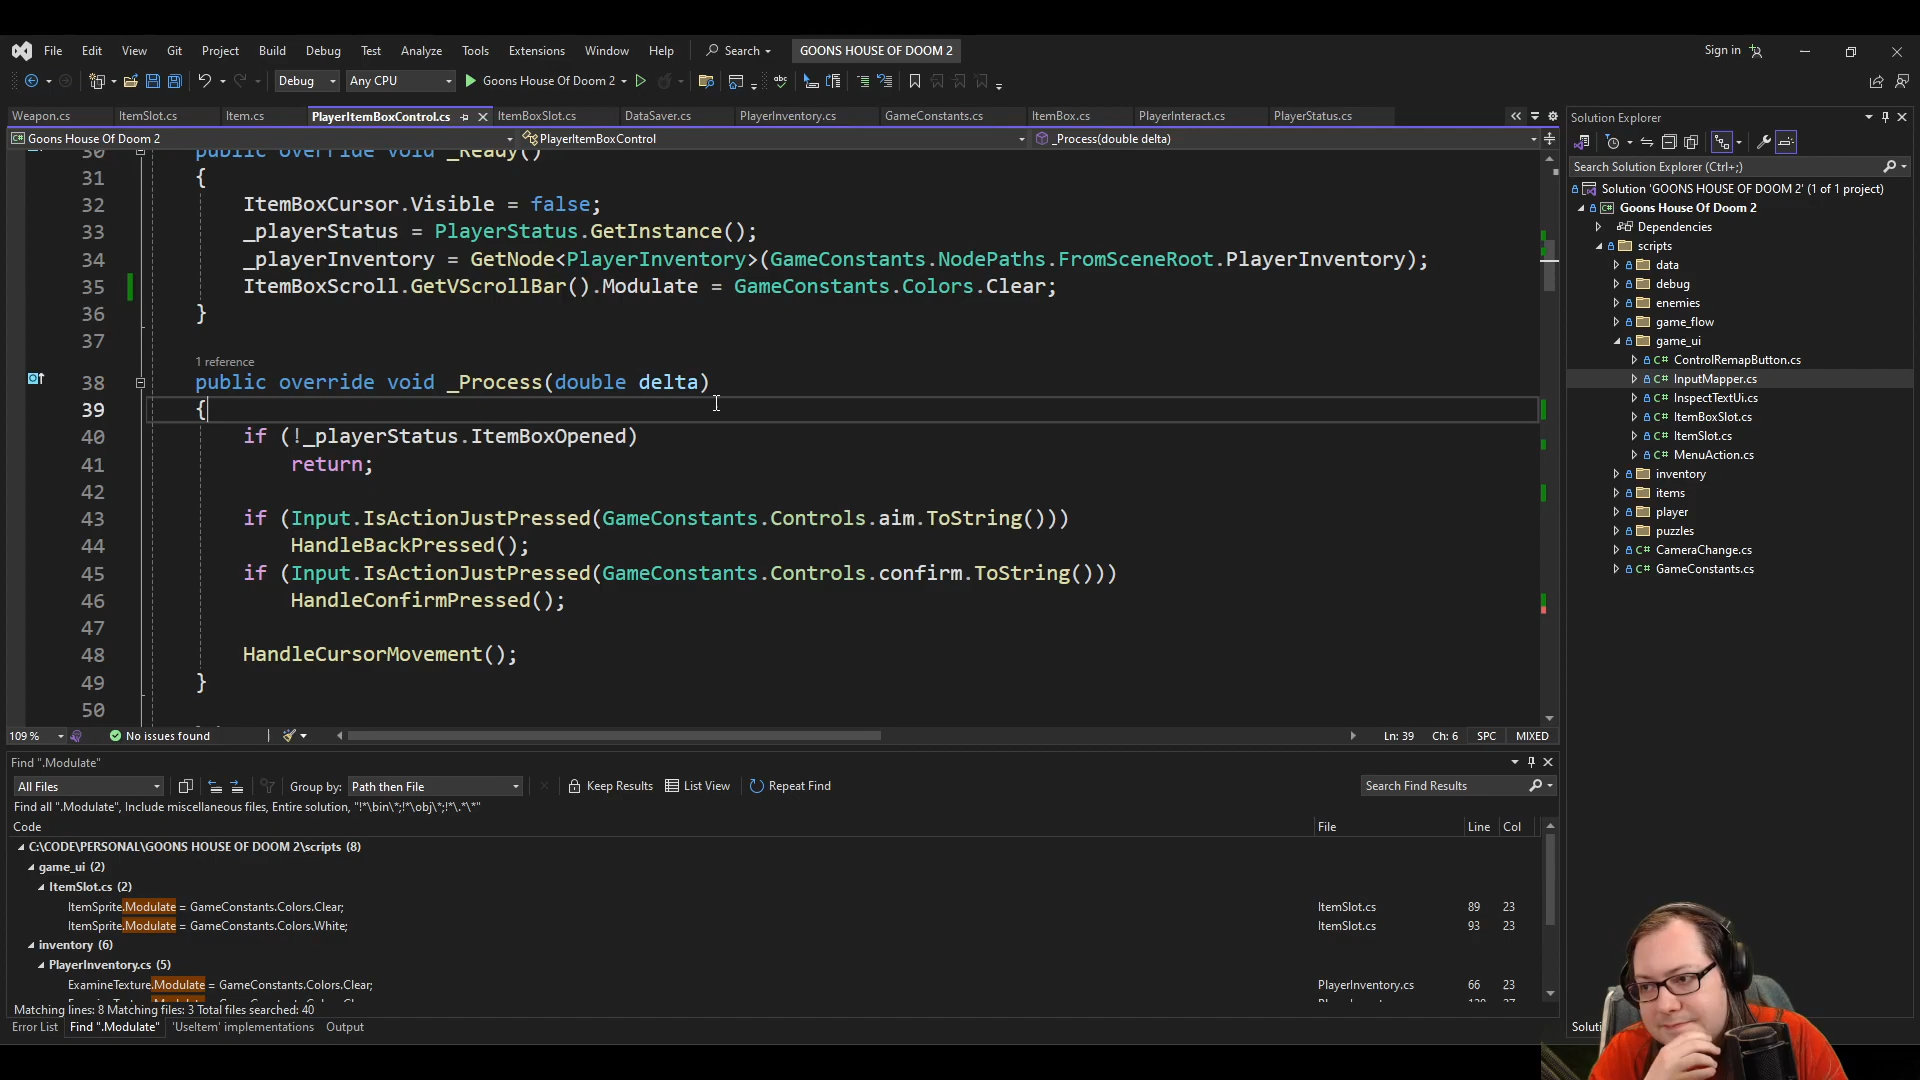 File Edit View Git Project Build Debug Test Analyze Tools Extensions Window Help Search GOONS HOUSE OF DOOM 2 Sign in
Debug Any CPU Goons House Of Doom 2
Weapon.cs ItemSlot.cs Item.cs PlayerItemBoxControl.cs ItemBoxSlot.cs DataSaver.cs PlayerInventory.cs GameConstants.cs ItemBox.cs PlayerInteract.cs PlayerStatus.cs
Goons House Of Doom 2 PlayerItemBoxControl _Process(double delta)
30 public override void _Ready()
31 {
32 ItemBoxCursor.Visible = false;
33 _playerStatus = PlayerStatus.GetInstance();
34 _playerInventory = GetNode<PlayerInventory>(GameConstants.NodePaths.FromSceneRoot.PlayerInventory);
35 ItemBoxScroll.GetVScrollBar().Modulate = GameConstants.Colors.Clear;
36 }
37
1 reference
38 public override void _Process(double delta)
39 {
40 if (!_playerStatus.ItemBoxOpened)
41 return;
42
43 if (Input.IsActionJustPressed(GameConstants.Controls.aim.ToString()))
44 HandleBackPressed();
45 if (Input.IsActionJustPressed(GameConstants.Controls.confirm.ToString()))
46 HandleConfirmPressed();
47
48 HandleCursorMovement();
49 }
50
109 % No issues found Ln: 39 Ch: 6 SPC MIXED
Find ".Modulate"
All Files Group by: Path then File Keep Results List View Repeat Find Search Find Results
Find all ".Modulate", Include miscellaneous files, Entire solution, "!*\bin\*;!*\obj\*;!*\.*\*"
Code File Line Col
C:\CODE\PERSONAL\GOONS HOUSE OF DOOM 2\scripts (8)
game_ui (2)
ItemSlot.cs (2)
ItemSprite.Modulate = GameConstants.Colors.Clear; ItemSlot.cs 89 23
ItemSprite.Modulate = GameConstants.Colors.White; ItemSlot.cs 93 23
inventory (6)
PlayerInventory.cs (5)
ExamineTexture.Modulate = GameConstants.Colors.Clear; PlayerInventory.cs 66 23
Matching lines: 8 Matching files: 3 Total files searched: 40
Error List Find ".Modulate" 'UseItem' implementations Output
Solution Explorer
Search Solution Explorer (Ctrl+;)
Solution 'GOONS HOUSE OF DOOM 2' (1 of 1 project)
Goons House Of Doom 2
Dependencies
scripts
data
debug
enemies
game_flow
game_ui
ControlRemapButton.cs
InputMapper.cs
InspectTextUi.cs
ItemBoxSlot.cs
ItemSlot.cs
MenuAction.cs
inventory
items
player
puzzles
CameraChange.cs
GameConstants.cs